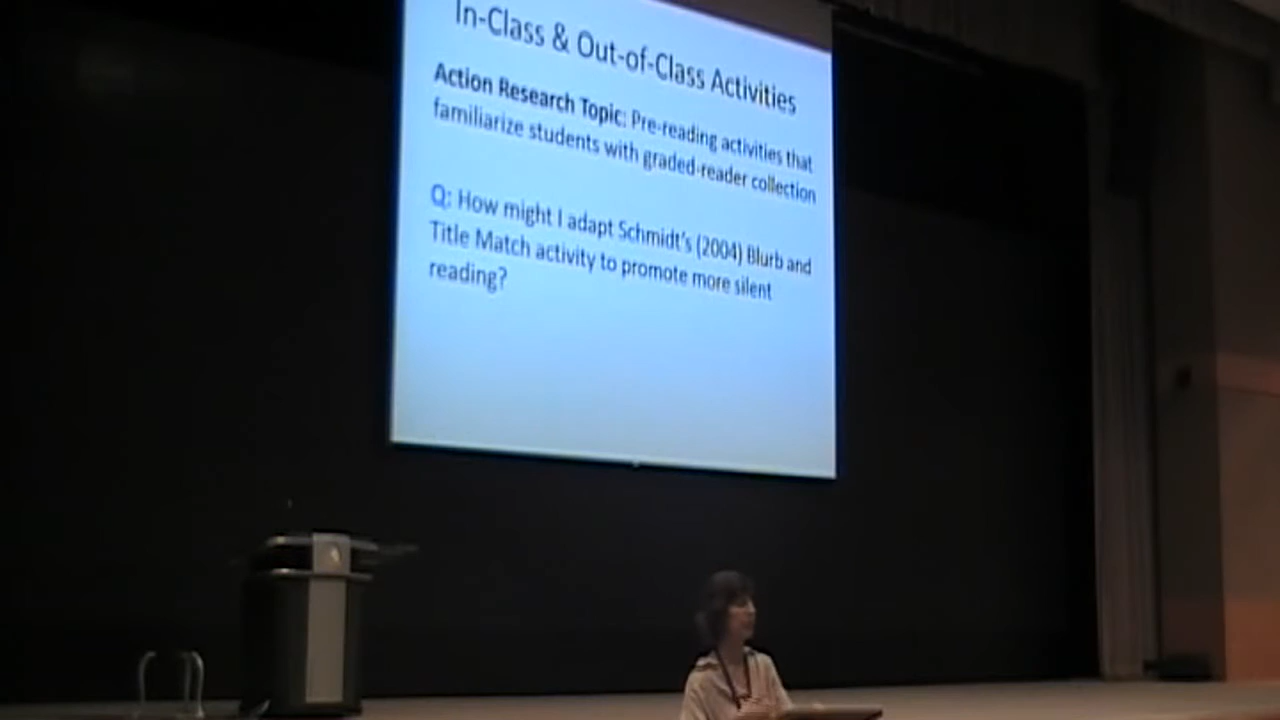 In-Class & Out-of-Class Activities
Action Research Topic: Pre-reading activities that
familiarize students with graded-reader collection
Q: How might I adapt Schmidt's (2004) Blurb and
Title Match activity to promote more silent
reading?